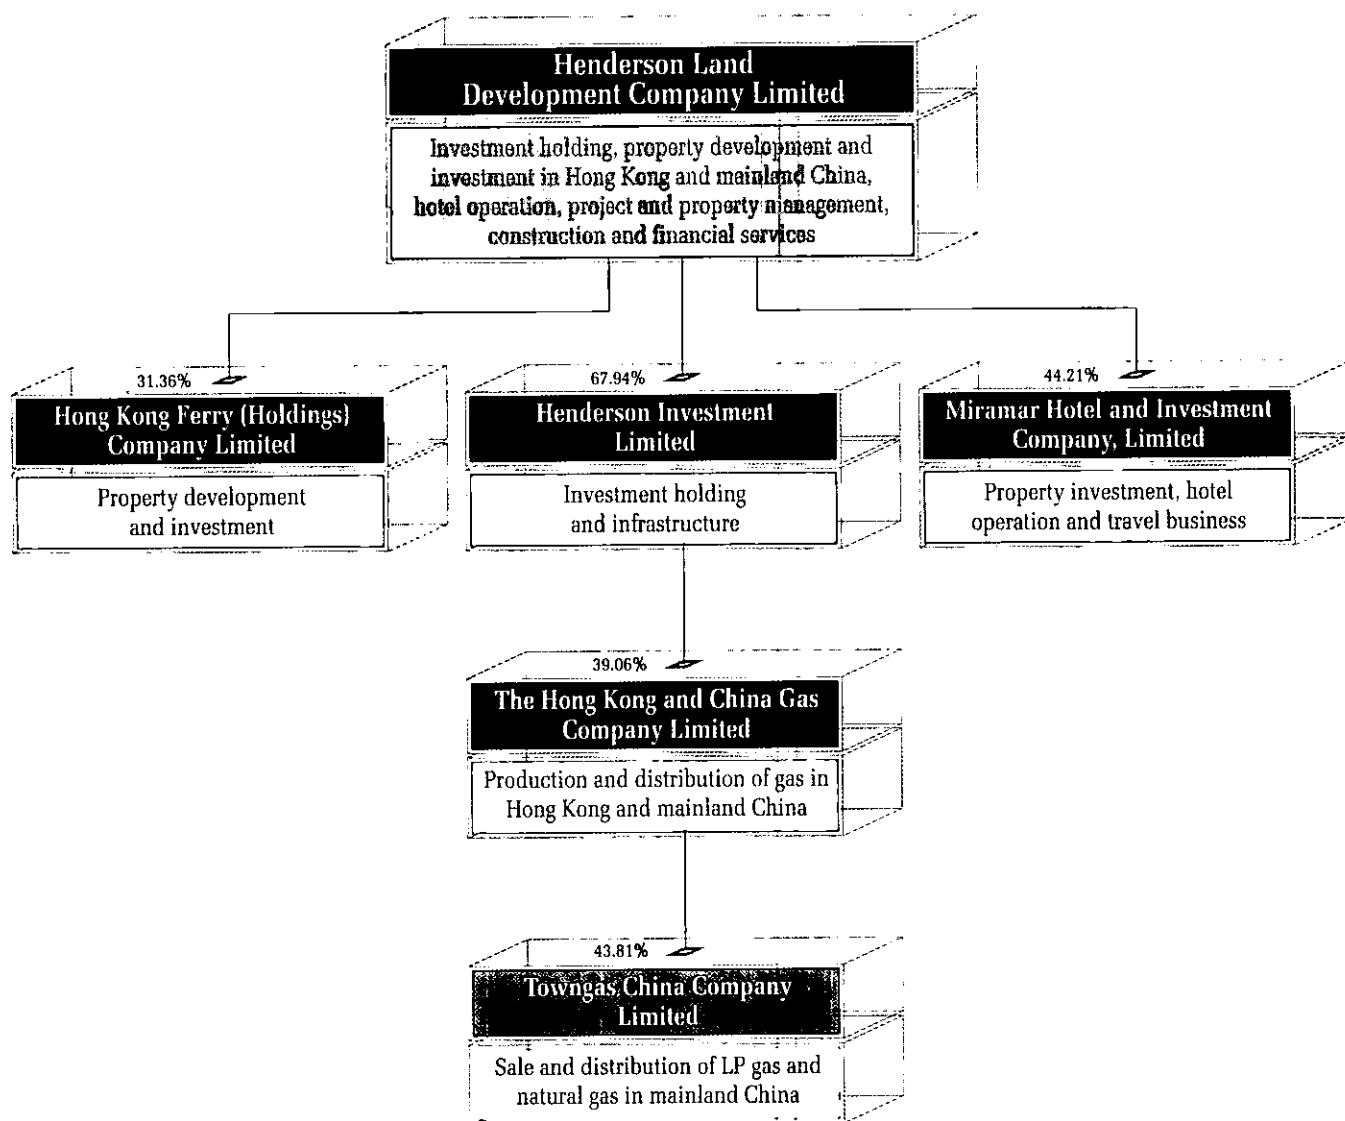 Henderson Land
Development Company Limited
Investment holding, property development and
investment in Hong Kong and mainland China,
hotel operation, project and property management,
construction and financial services
31.36%
Hong Kong Ferry (Holdings)
Company Limited
Property development
and investment
67.94%
Henderson Investment
Limited
Investment holding
and infrastructure
44.21%
Miramar Hotel and Investment
Company, Limited
Property investment, hotel
operation and travel business
39.06%
The Hong Kong and China Gas
Company Limited
Production and distribution of gas in
Hong Kong and mainland China
43.81%
Towngas China Company
Limited
Sale and distribution of LP gas and
natural gas in mainland China